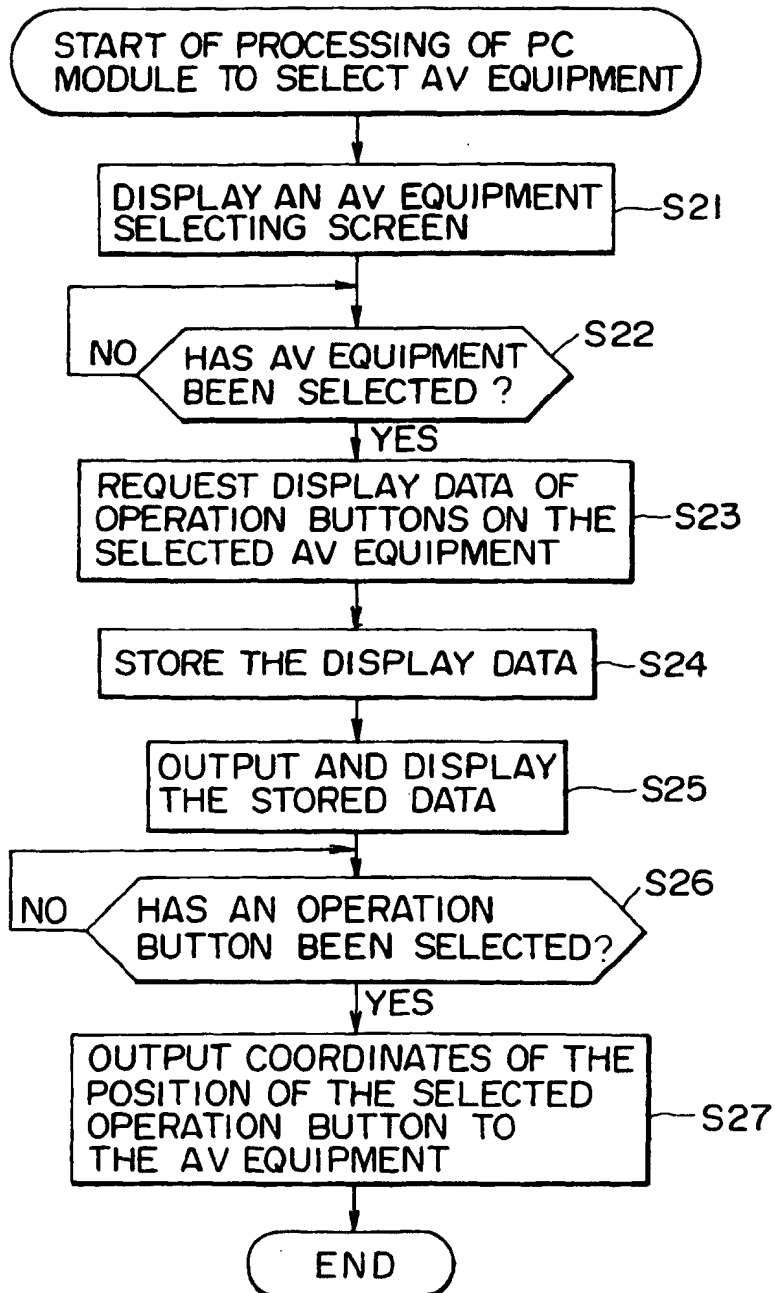 START OF PROCESSING OF PC
MODULE TO SELECT AV EQUIPMENT
DISPLAY AN AV EQUIPMENT
SELECTING SCREEN
S21
HAS AV EQUIPMENT
BEEN SELECTED ?
S22
NO
YES
REQUEST DISPLAY DATA OF
OPERATION BUTTONS ON THE
SELECTED AV EQUIPMENT
S23
STORE THE DISPLAY DATA
S24
OUTPUT AND DISPLAY
THE STORED DATA
S25
HAS AN OPERATION
BUTTON BEEN SELECTED?
S26
NO
YES
OUTPUT COORDINATES OF THE
POSITION OF THE SELECTED
OPERATION BUTTON TO
THE AV EQUIPMENT
S27
END